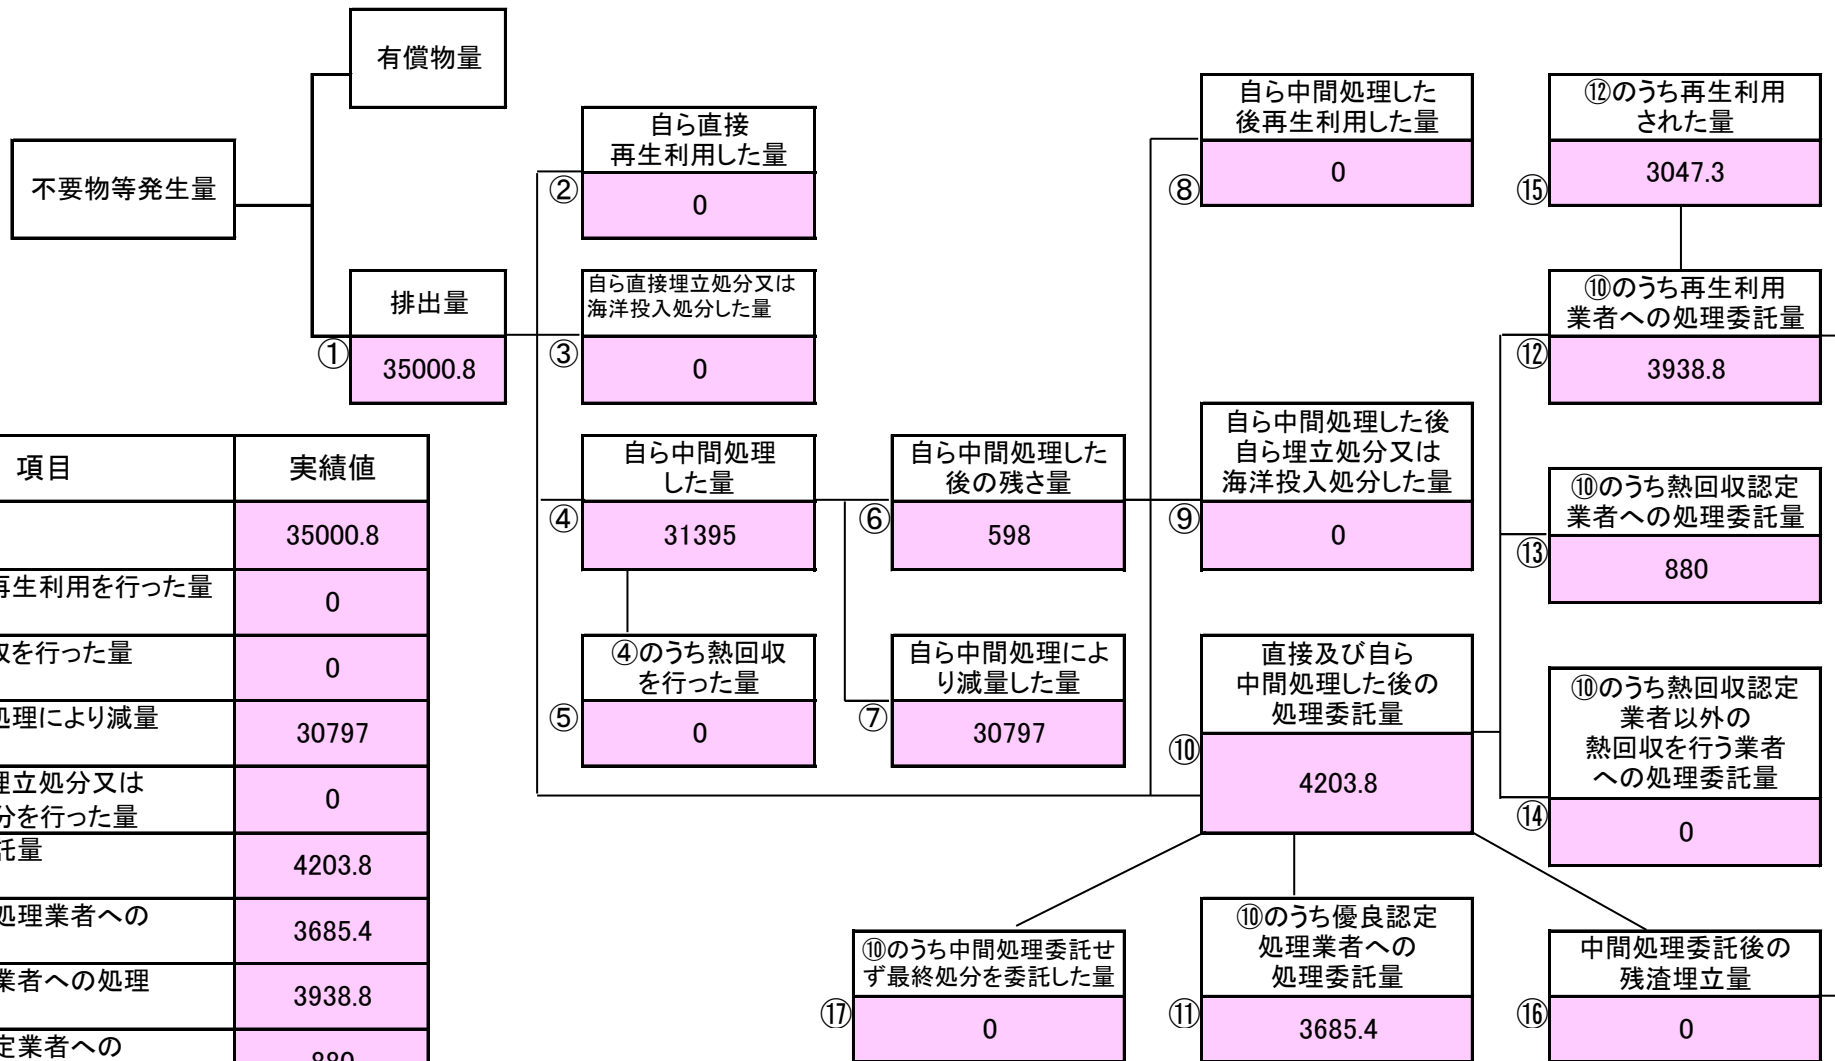 有償物量
不要物等発生量
排出量
①
35000.8
自ら直接
再生利用した量
②
0
自ら直接埋立処分又は
海洋投入処分した量
③
0
自ら中間処理
した量
④
31395
④のうち熱回収
を行った量
⑤
0
自ら中間処理した
後の残さ量
⑥
598
自ら中間処理によ
り減量した量
⑦
30797
自ら中間処理した
後再生利用した量
⑧
0
自ら中間処理した後
自ら埋立処分又は
海洋投入処分した量
⑨
0
直接及び自ら
中間処理した後の
処理委託量
⑩
4203.8
⑫のうち再生利用
された量
⑮
3047.3
⑩のうち再生利用
業者への処理委託量
⑫
3938.8
⑩のうち熱回収認定
業者への処理委託量
⑬
880
⑩のうち熱回収認定
業者以外の
熱回収を行う業者
への処理委託量
⑭
0
⑩のうち中間処理委託せ
ず最終処分を委託した量
⑰
0
⑩のうち優良認定
処理業者への
処理委託量
⑪
3685.4
中間処理委託後の
残渣埋立量
⑯
0
項目 実績値
35000.8
再生利用を行った量
0
収を行った量
0
処理により減量
30797
埋立処分又は
分を行った量
0
託量
4203.8
処理業者への
3685.4
業者への処理
3938.8
定業者への
880